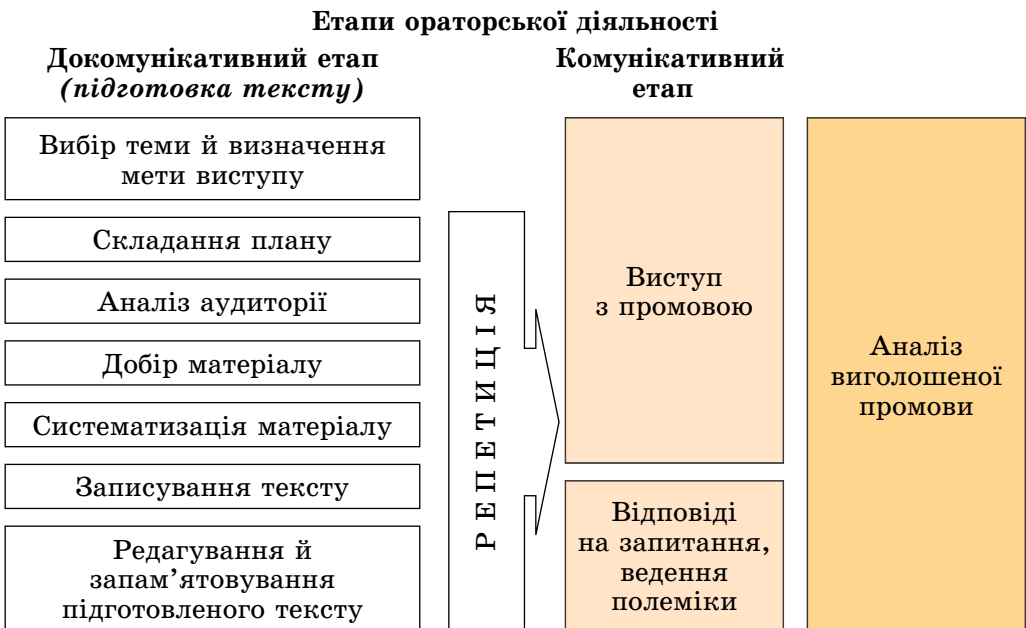 Етапи ораторської діяльності
Докомунікативний етап
(підготовка тексту)
Вибір теми й визначення
мети виступу
Складання плану
Аналіз аудиторії
Добір матеріалу
Систематизація матеріалу
Записування тексту
Редагування й
запам’ятовування
підготовленого тексту
РЕПЕТИЦІЯ
Комунікативний
етап
Виступ
з промовою
Відповіді
на запитання,
ведення
полеміки
Аналіз
виголошеної
промови